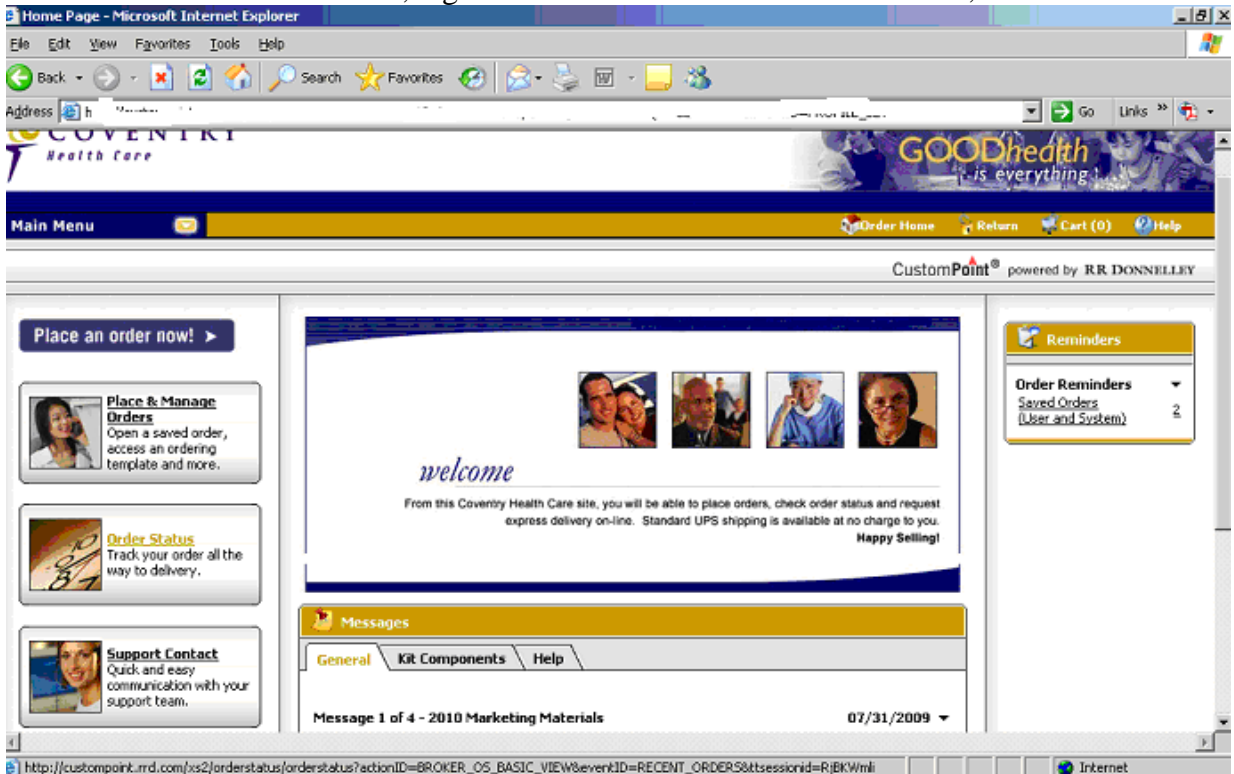 Home Page - Microsoft Internet Explorer
File Edit View Favorites Tools Help
Back Search Favorites
Address Go Links »
COVENTRY
Health Care
GOODhealth
is everything!
Main Menu Order Home Return Cart (0) Help
CustomPoint® powered by RR DONNELLEY
Place an order now! ➤
Place & Manage
Orders
Open a saved order,
access an ordering
template and more.
Order Status
Track your order all the
way to delivery.
Support Contact
Quick and easy
communication with your
support team.
welcome
From this Coventry Health Care site, you will be able to place orders, check order status and request
express delivery on-line. Standard UPS shipping is available at no charge to you.
Happy Selling!
Messages
General Kit Components Help
Message 1 of 4 - 2010 Marketing Materials 07/31/2009
Reminders
Order Reminders
Saved Orders
(User and System) 2
http://custompoint.rrd.com/xs2/orderstatus/orderstatus?actionID=BROKER_OS_BASIC_VIEW&eventID=RECENT_ORDERS&ttsessionid=RjBKWmli Internet